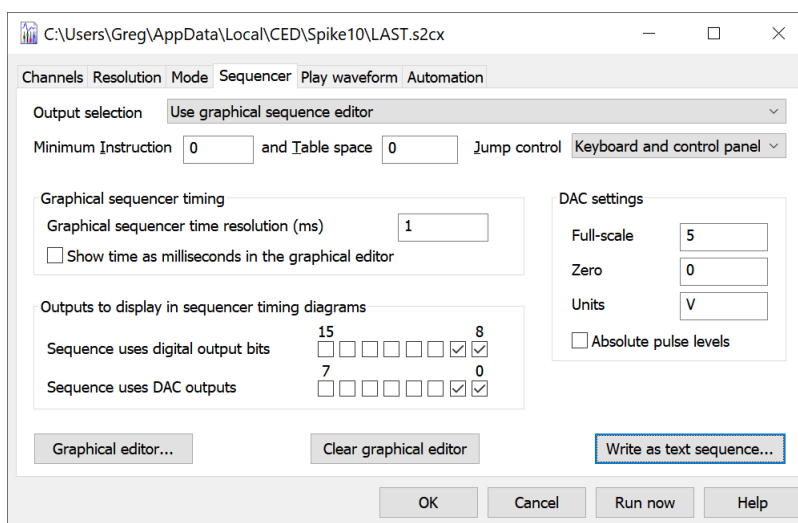 C:\Users\Greg\AppData\Local\CED\Spike10\LAST.s2cx
Channels Resolution Mode Sequencer Play waveform Automation
Output selection Use graphical sequence editor
Minimum Instruction 0 and Table space 0 Jump control Keyboard and control panel
Graphical sequencer timing
Graphical sequencer time resolution (ms) 1
Show time as milliseconds in the graphical editor
DAC settings
Full-scale 5
Zero 0
Units V
Absolute pulse levels
Outputs to display in sequencer timing diagrams
15 8
Sequence uses digital output bits
7 0
Sequence uses DAC outputs
Graphical editor... Clear graphical editor Write as text sequence...
OK Cancel Run now Help